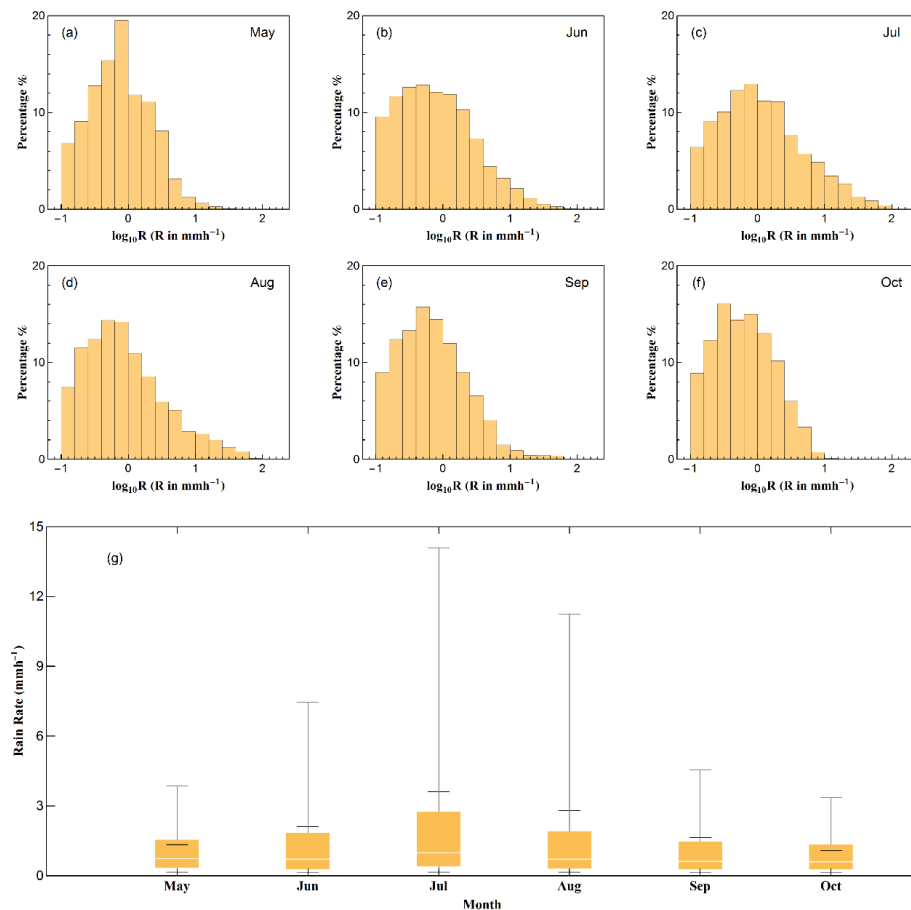 20 (a) May
Percentage %
10
0
−1 0 1 2
log10R (R in mmh−1)
20 (b) Jun
Percentage %
10
0
−1 0 1 2
log10R (R in mmh−1)
20 (c) Jul
Percentage %
10
0
−1 0 1 2
log10R (R in mmh−1)
20 (d) Aug
Percentage %
10
0
−1 0 1 2
log10R (R in mmh−1)
20 (e) Sep
Percentage %
10
0
−1 0 1 2
log10R (R in mmh−1)
20 (f) Oct
Percentage %
10
0
−1 0 1 2
log10R (R in mmh−1)
15
(g)
12
9
Rain Rate (mmh−1)
6
3
0
May Jun Jul Aug Sep Oct
Month